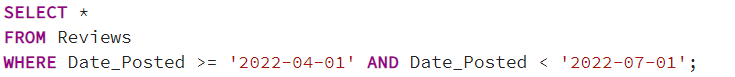 SELECT *
FROM Reviews
WHERE Date_Posted >= '2022-04-01' AND Date_Posted < '2022-07-01';